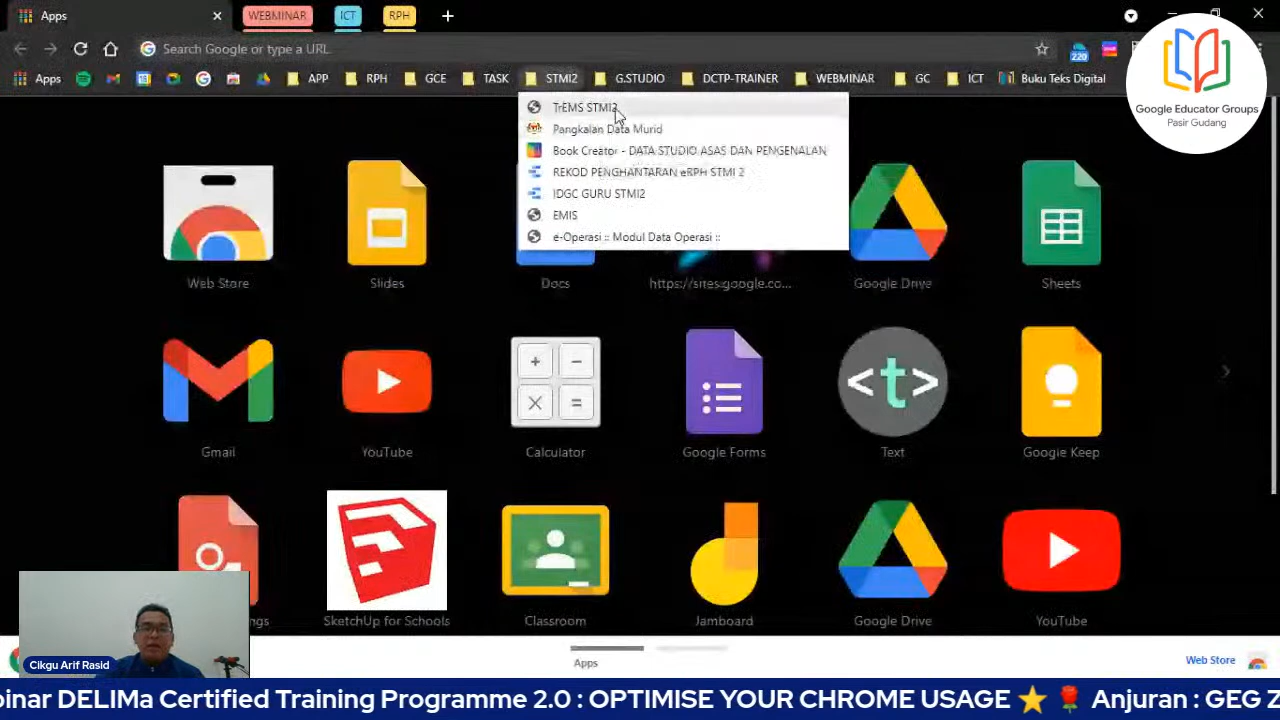 Apps
WEBMINAR
ICT
RPH
Search Google or type a URL
220
Apps
APP
RPH
GCE
TASK
STMI2
G.STUDIO
DCTP-TRAINER
WEBMINAR
GC
ICT
Buku Teks Digital
Google Educator Groups
Pasir Gudang
TrEMS STMI2
Pangkalan Data Murid
Book Creator - DATA STUDIO ASAS DAN PENGENALAN
REKOD PENGHANTARAN eRPH STMI 2
IDGC GURU STMI2
EMIS
e-Operasi :: Modul Data Operasi ::
Web Store
Slides
Docs
https://sites.google.co...
Google Drive
Sheets
Gmail
YouTube
Calculator
Google Forms
<t>
Text
Google Keep
ngs
SketchUp for Schools
Classroom
Jamboard
Google Drive
YouTube
Cikgu Arif Rasid
Apps
Web Store
binar DELIMa Certified Training Programme 2.0 : OPTIMISE YOUR CHROME USAGE ⭐ 🌹 Anjuran : GEG Z